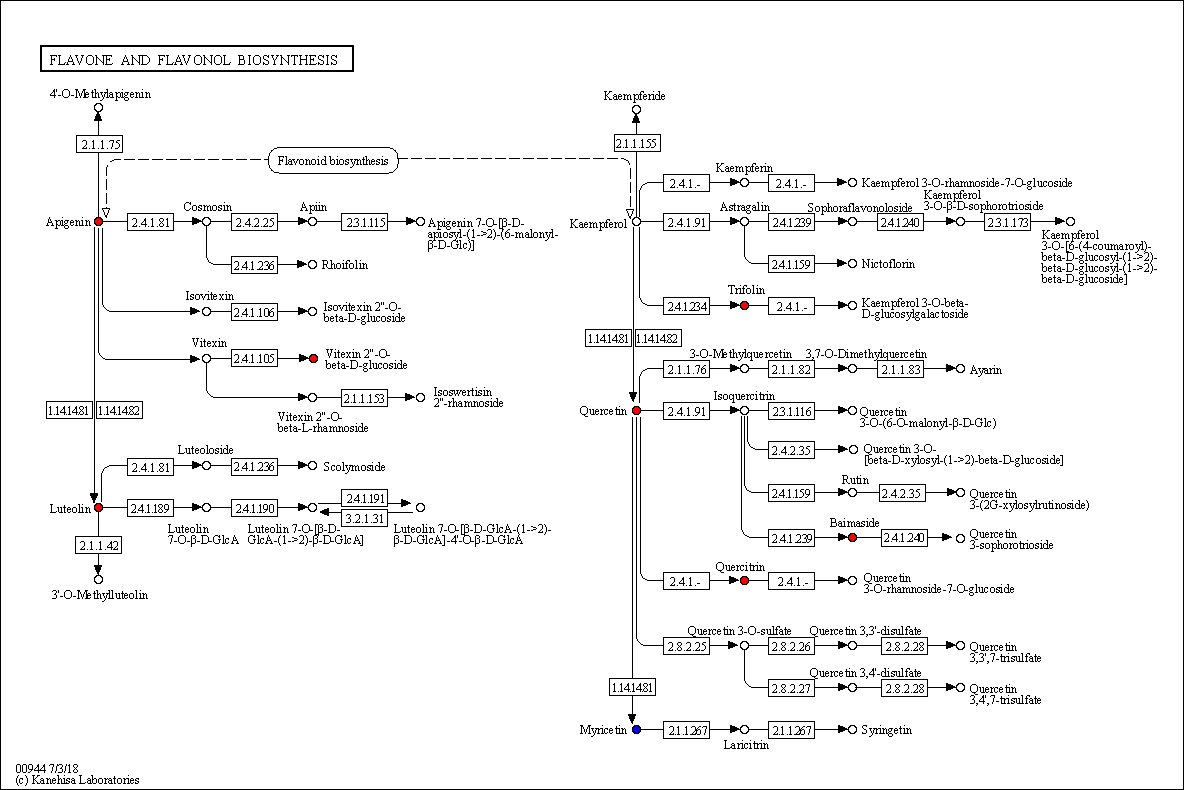 FLAVONE AND FLAVONOL BIOSYNTHESIS
4'-O-Methylapigenin
2.1.1.75
Flavonoid biosynthesis
Apigenin
2.4.1.81
Cosmosin
2.4.2.25
Apiin
2.3.1.115
Apigenin 7-O-[β-D-
apiosyl-(1->2)-(6-malonyl-
β-D-Glc)]
2.4.1.236
Rhoifolin
Isovitexin
2.4.1.106
Isovitexin 2"-O-
beta-D-glucoside
Vitexin
2.4.1.105
Vitexin 2"-O-
beta-D-glucoside
2.1.1.153
Isoswertisin
2"-rhamnoside
Vitexin 2"-O-
beta-L-rhamnoside
1.14.14.81
1.14.14.82
2.4.1.81
Luteoloside
2.4.1.236
Scolymoside
Luteolin
2.4.1.189
Luteolin
7-O-β-D-GlcA
2.4.1.190
Luteolin 7-O-[β-D-
GlcA-(1->2)-β-D-GlcA]
2.4.1.191
3.2.1.31
Luteolin 7-O-[β-D-GlcA-(1->2)-
β-D-GlcA]-4'-O-β-D-GlcA
2.1.1.42
3'-O-Methylluteolin
Kaempferide
2.1.1.155
Kaempferol
2.4.1.-
Kaempferin
2.4.1.-
Kaempferol 3-O-rhamnoside-7-O-glucoside
2.4.1.91
Astragalin
2.4.1.239
Sophoraflavonoloside
2.4.1.240
Kaempferol
3-O-β-D-sophorotrioside
2.3.1.173
Kaempferol
3-O-[6-(4-coumaroyl)-
beta-D-glucosyl-(1->2)-
beta-D-glucosyl-(1->2)-
beta-D-glucoside]
2.4.1.159
Nictoflorin
2.4.1.234
Trifolin
2.4.1.-
Kaempferol 3-O-beta-
D-glucosylgalactoside
1.14.14.81
1.14.14.82
2.1.1.76
3-O-Methylquercetin
2.1.1.82
3,7-O-Dimethylquercetin
2.1.1.83
Ayarin
Quercetin
2.4.1.91
Isoquercitrin
2.3.1.116
Quercetin
3-O-(6-O-malonyl-β-D-Glc)
2.4.2.35
Quercetin 3-O-
[beta-D-xylosyl-(1->2)-beta-D-glucoside]
2.4.1.159
Rutin
2.4.2.35
Quercetin
3-(2G-xylosylrutinoside)
2.4.1.239
Baimaside
2.4.1.240
Quercetin
3-sophorotrioside
2.4.1.-
Quercitrin
2.4.1.-
Quercetin
3-O-rhamnoside-7-O-glucoside
2.8.2.25
Quercetin 3-O-sulfate
2.8.2.26
Quercetin 3,3'-disulfate
2.8.2.28
Quercetin
3,3',7-trisulfate
2.8.2.27
Quercetin 3,4'-disulfate
2.8.2.28
Quercetin
3,4',7-trisulfate
1.14.14.81
Myricetin
2.1.1.267
Laricitrin
2.1.1.267
Syringetin
00944 7/3/18
(c) Kanehisa Laboratories